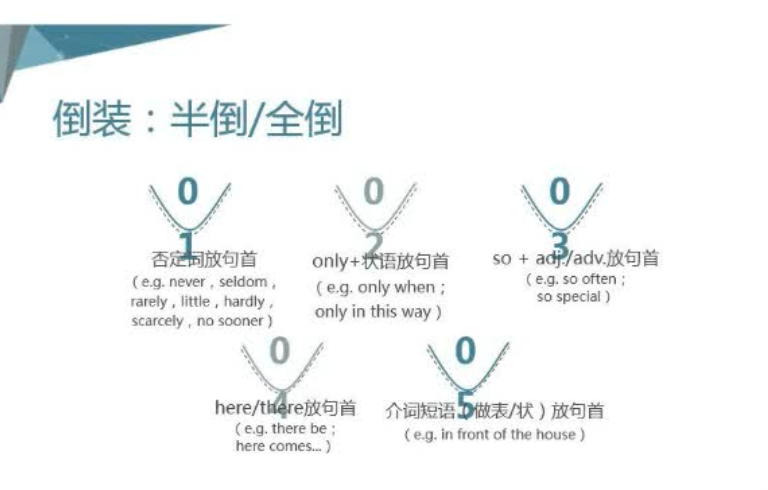 倒装：半倒/全倒
01
否定词放句首
（e.g. never，seldom，
rarely，little，hardly，
scarcely，no sooner）
02
only+状语放句首
（e.g. only when；
only in this way）
03
so + adj./adv.放句首
（e.g. so often；
so special）
04
here/there放句首
（e.g. there be；
here comes...）
05
介词短语（做表/状）放句首
（e.g. in front of the house）